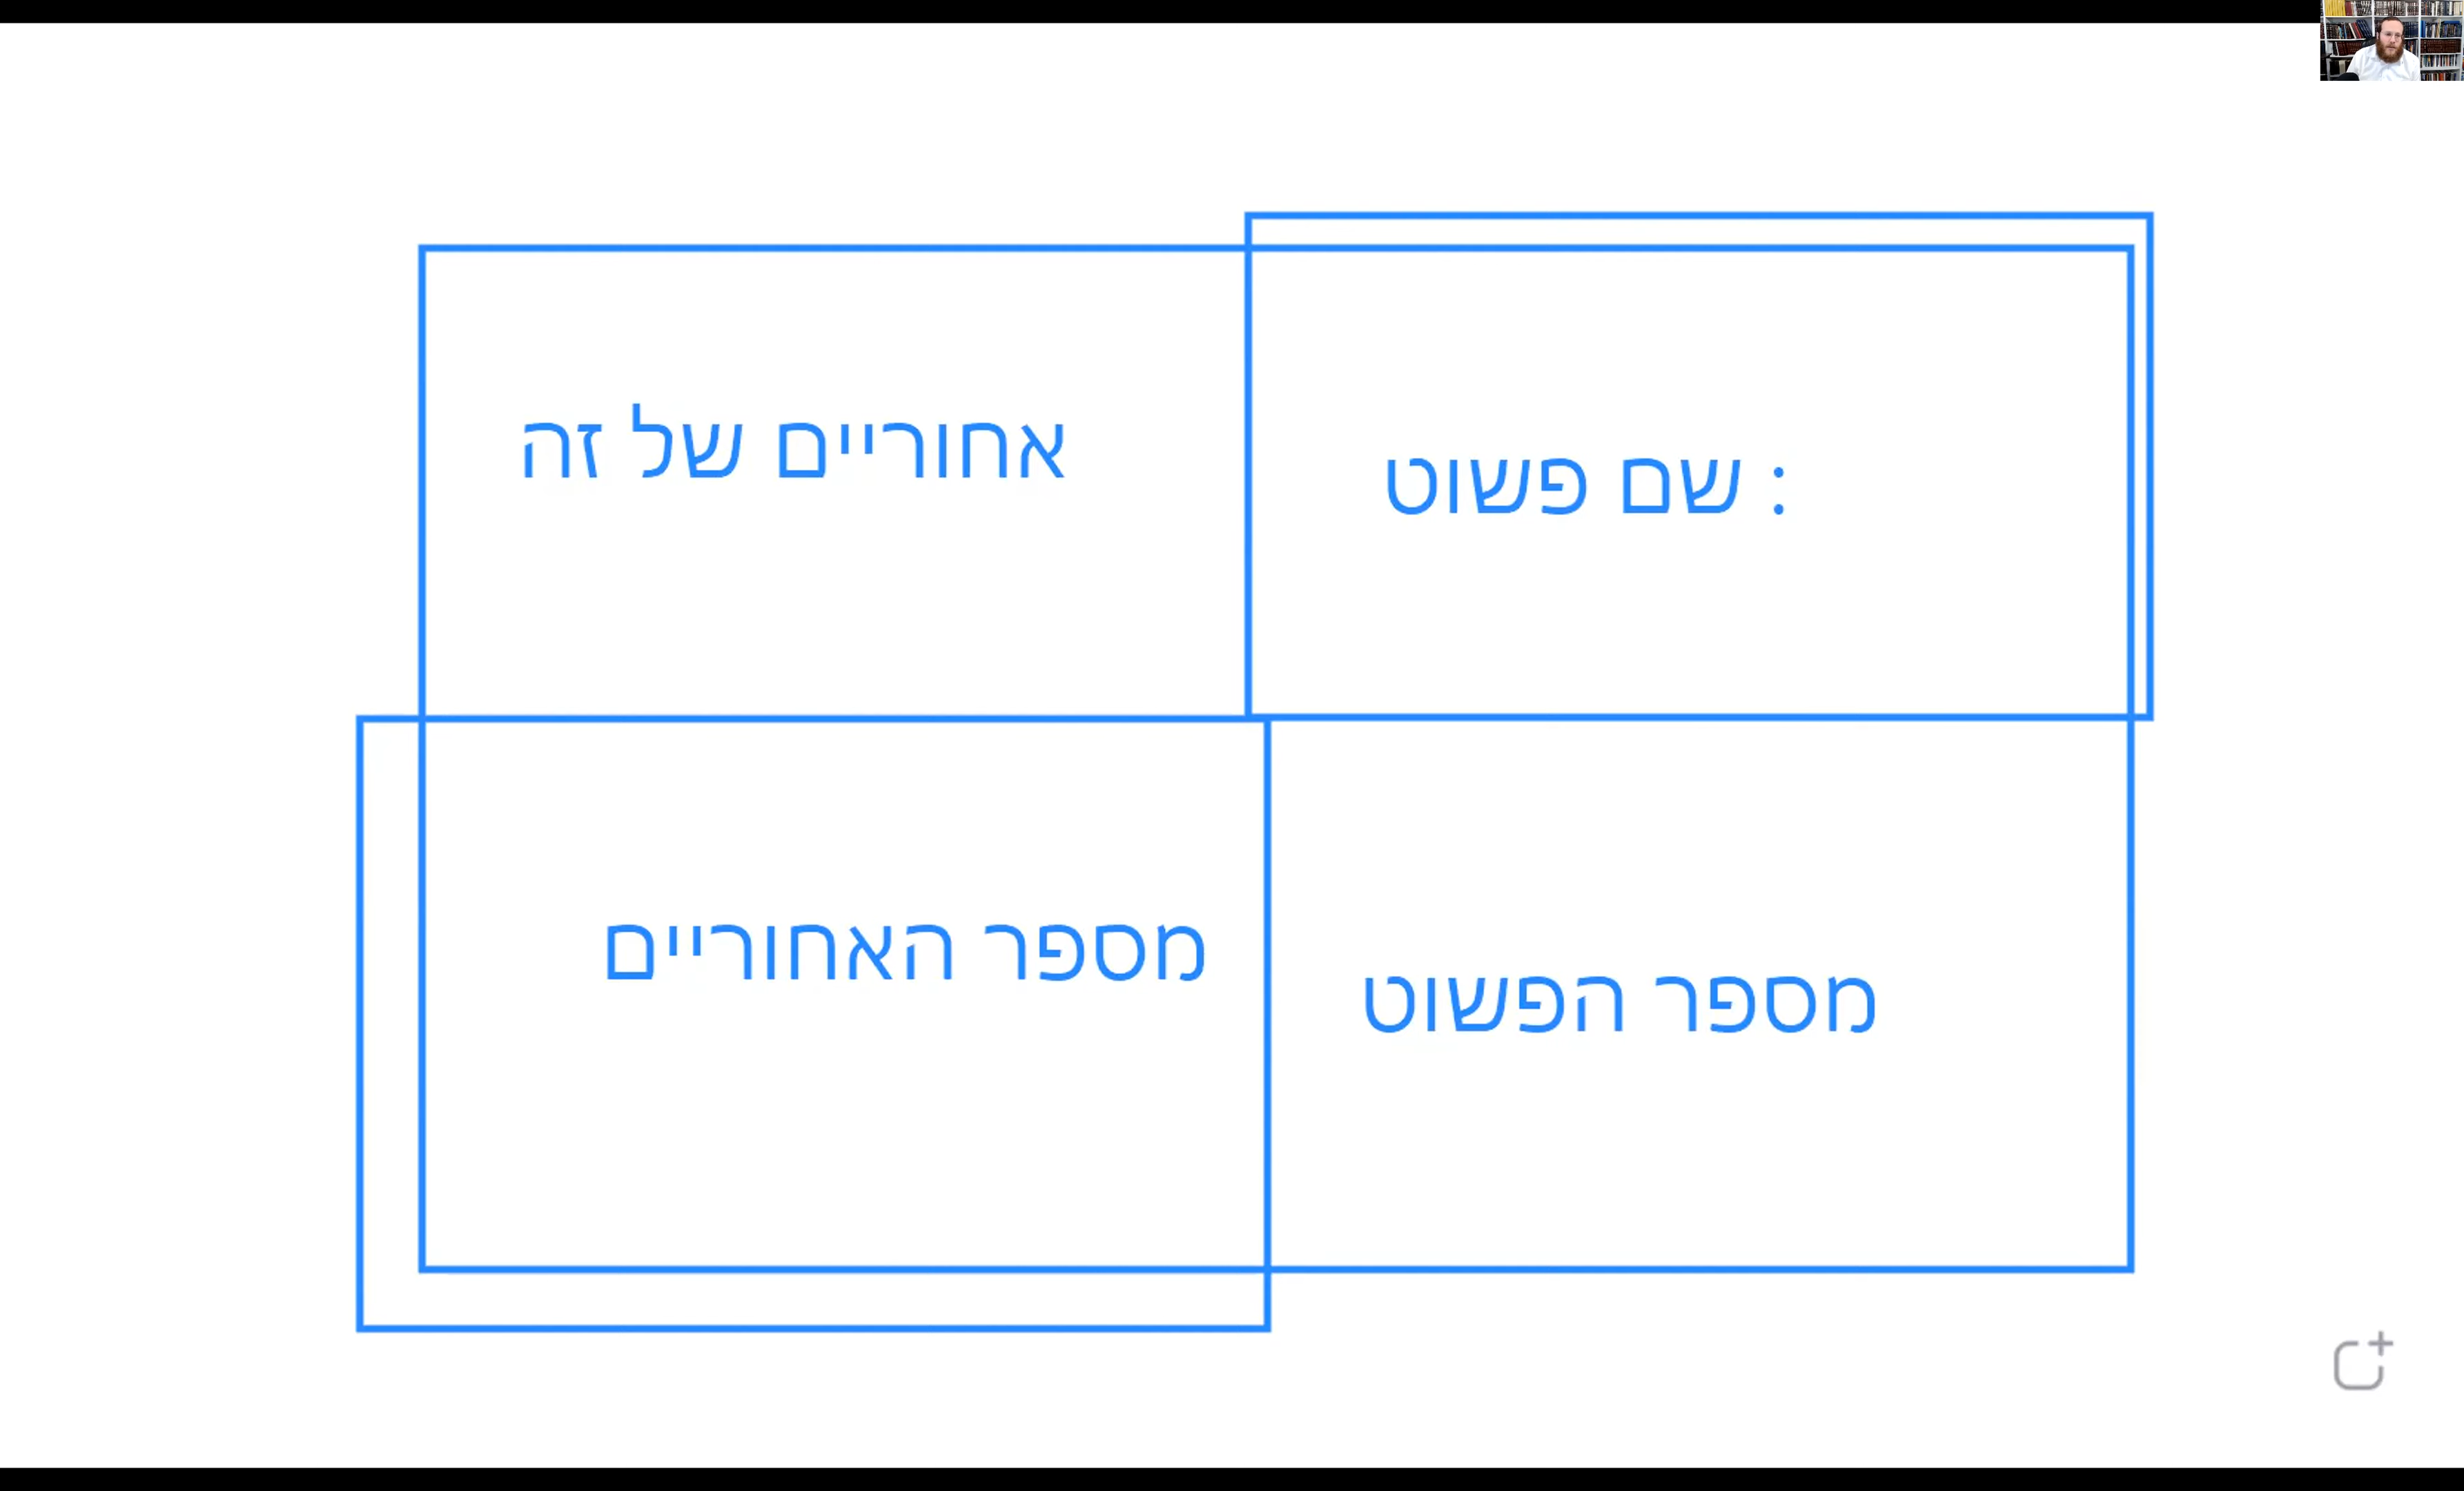 : שם פשוט
אחוריים של זה
מספר הפשוט
מספר האחוריים